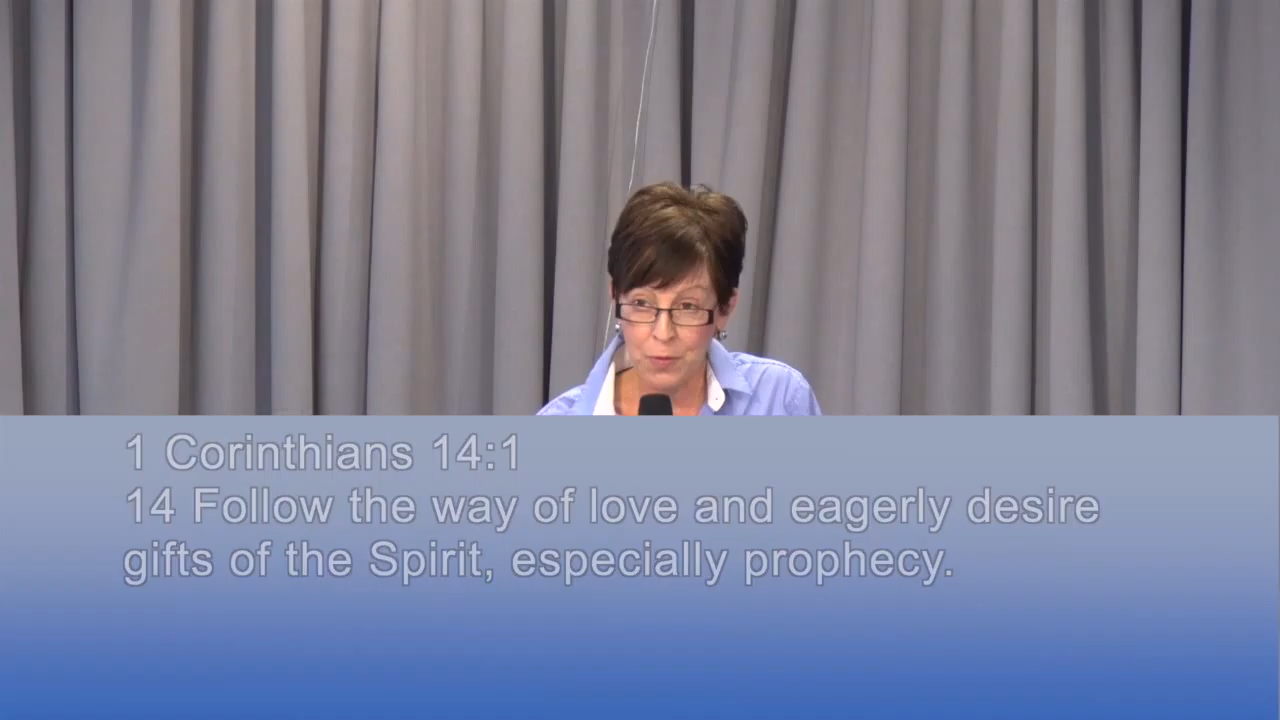 1 Corinthians 14:1
14 Follow the way of love and eagerly desire
gifts of the Spirit, especially prophecy.